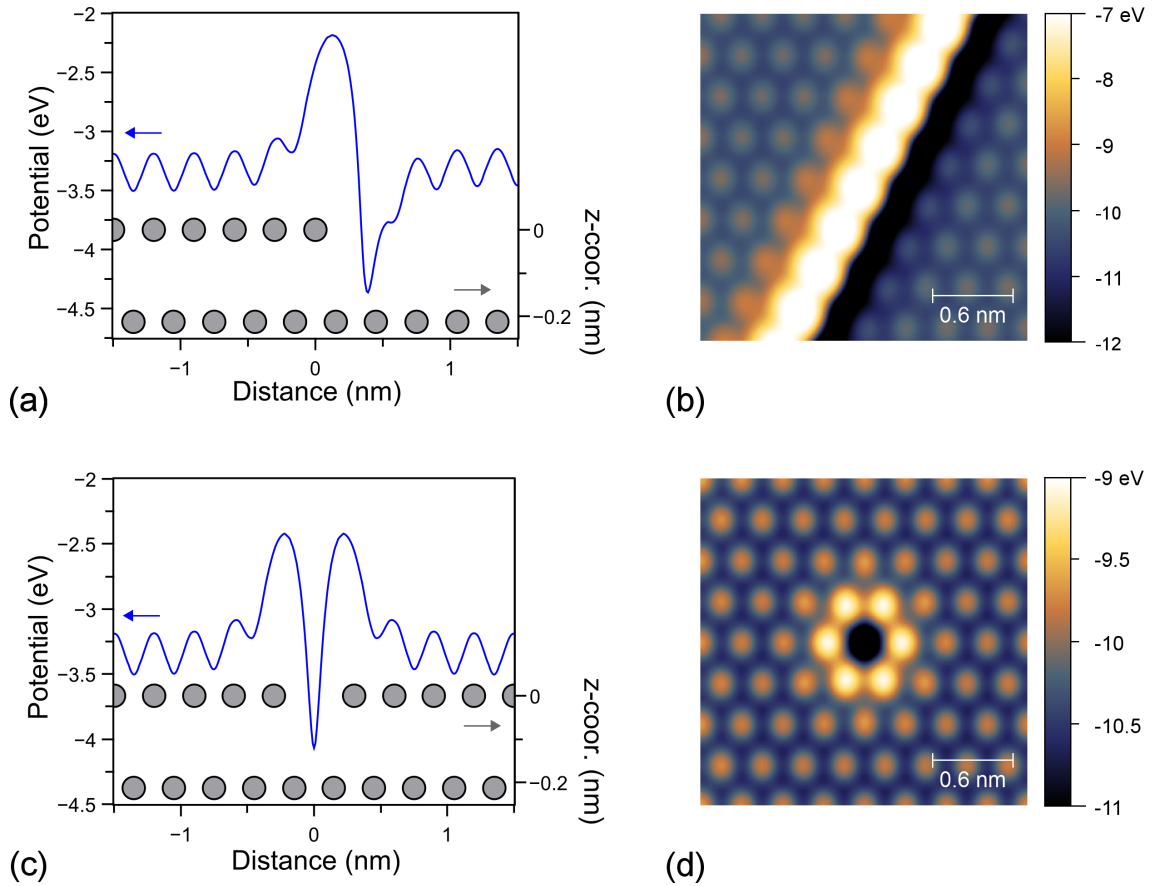 −2
−2.5
−3
−3.5
−4
−4.5
Potential (eV)
0
−0.2
z-coor. (nm)
−1
0
1
Distance (nm)
(a)
-7 eV
-8
-9
-10
-11
-12
0.6 nm
(b)
−2
−2.5
−3
−3.5
−4
−4.5
Potential (eV)
0
−0.2
z-coor. (nm)
−1
0
1
Distance (nm)
(c)
-9 eV
-9.5
-10
-10.5
-11
0.6 nm
(d)